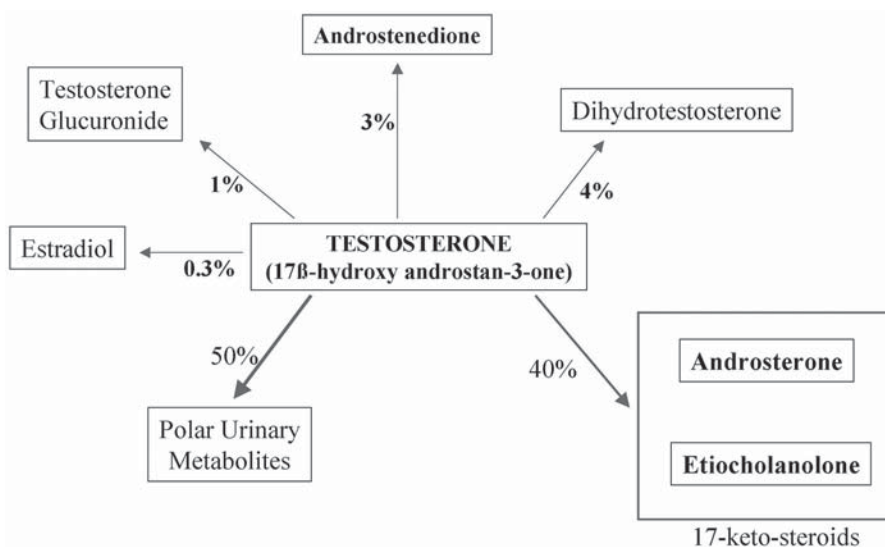 Androstenedione
Testosterone
Glucuronide
Dihydrotestosterone
3%
1%
4%
Estradiol
0.3%
TESTOSTERONE
(17ß-hydroxy androstan-3-one)
50%
40%
Androsterone
Polar Urinary
Metabolites
Etiocholanolone
17-keto-steroids